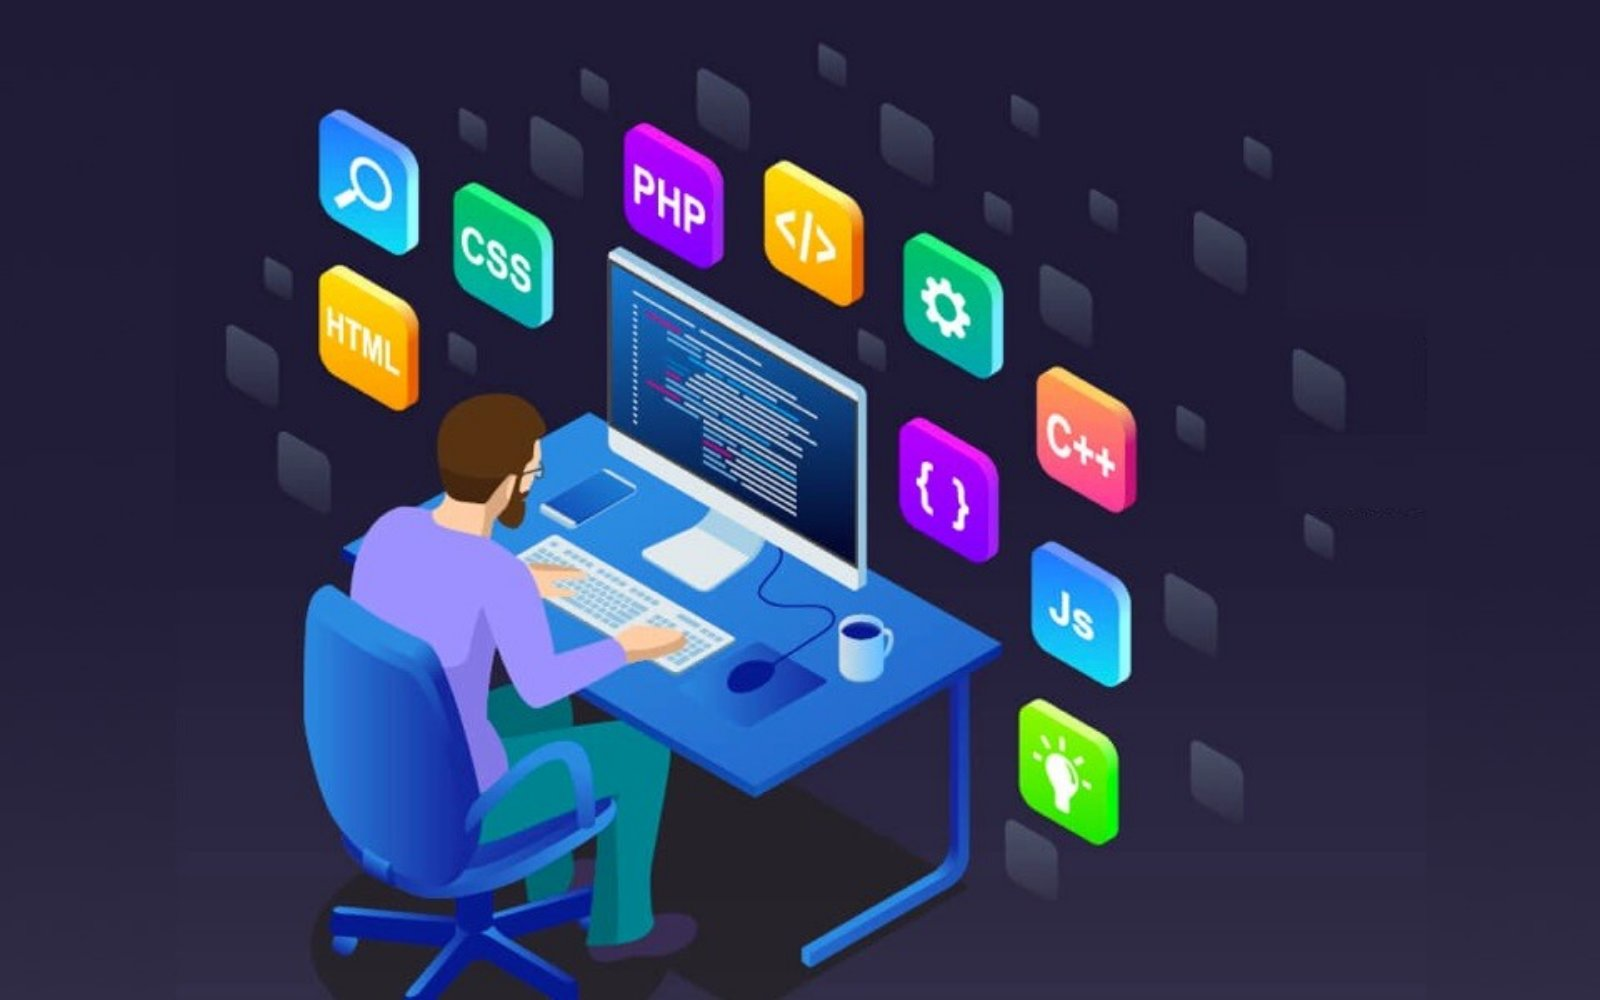 PHP
</>
CSS
HTML
C++
{ }
Js